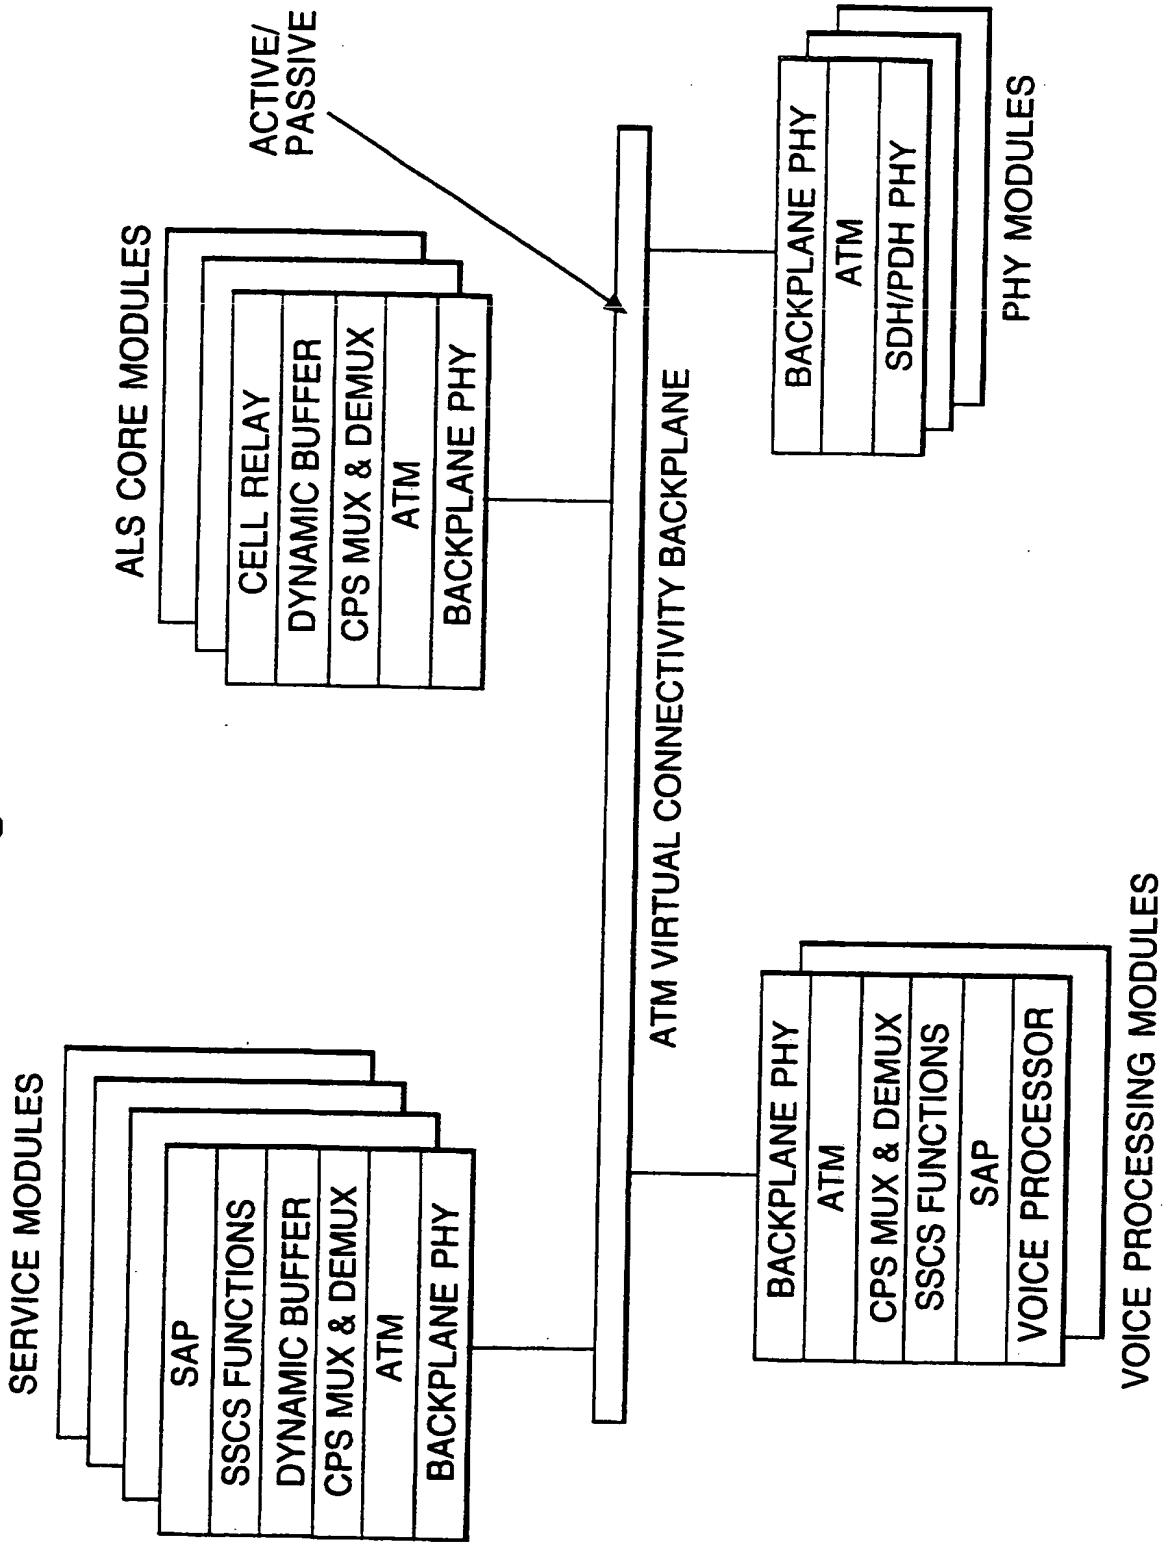 SERVICE MODULES
SAP
SSCS FUNCTIONS
DYNAMIC BUFFER
CPS MUX & DEMUX
ATM
BACKPLANE PHY
ALS CORE MODULES
CELL RELAY
DYNAMIC BUFFER
CPS MUX & DEMUX
ATM
BACKPLANE PHY
ACTIVE/
PASSIVE
ATM VIRTUAL CONNECTIVITY BACKPLANE
BACKPLANE PHY
ATM
CPS MUX & DEMUX
SSCS FUNCTIONS
SAP
VOICE PROCESSOR
VOICE PROCESSING MODULES
BACKPLANE PHY
ATM
SDH/PDH PHY
PHY MODULES